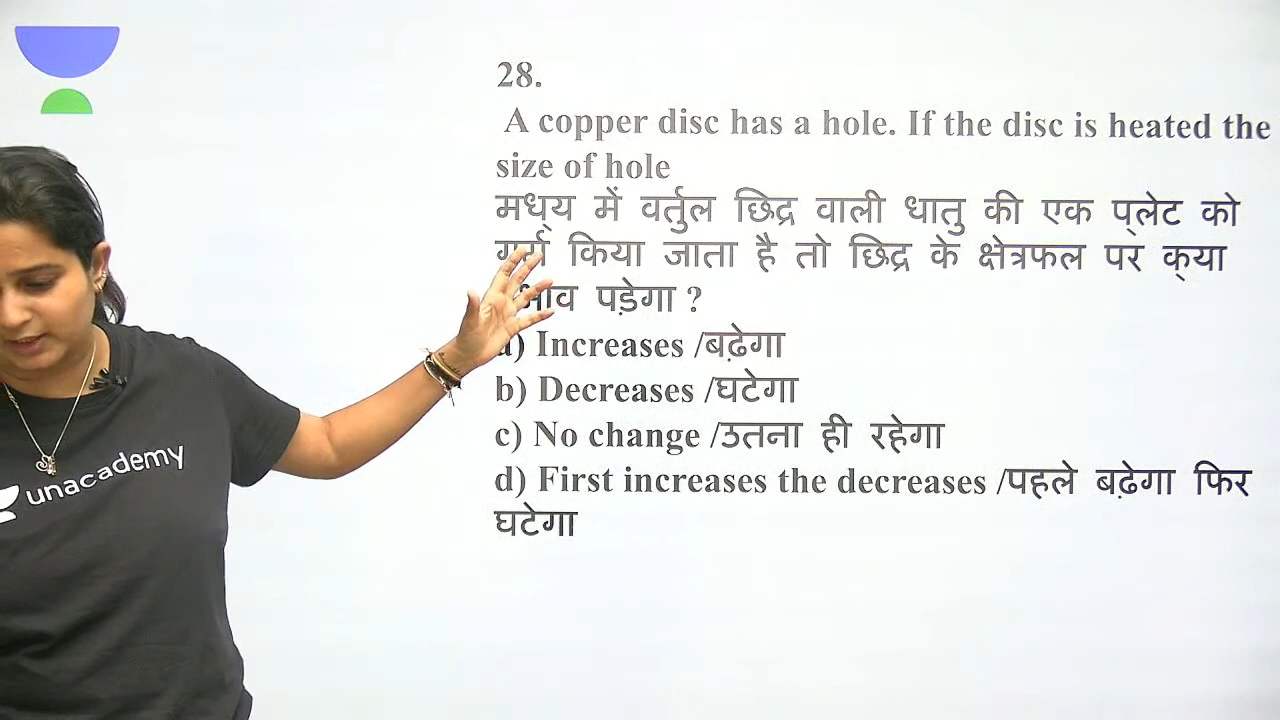 28.
A copper disc has a hole. If the disc is heated the
size of hole
मध्य में वर्तुल छिद्र वाली धातु की एक प्लेट को
किया जाता है तो छिद्र के क्षेत्रफल पर क्या
पड़ेगा ?
a) Increases /बढ़ेगा
b) Decreases /घटेगा
c) No change /उतना ही रहेगा
d) First increases the decreases /पहले बढ़ेगा फिर
घटेगा
unacademy